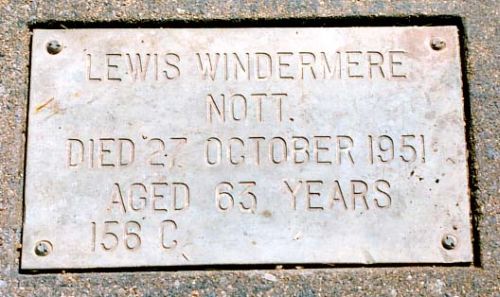 LEWIS WINDERMERE
NOTT.
DIED 27 OCTOBER 1951
AGED 63 YEARS
156 C